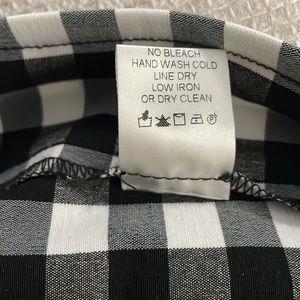 NO BLEACH
HAND WASH COLD
LINE DRY
LOW IRON
OR DRY CLEAN